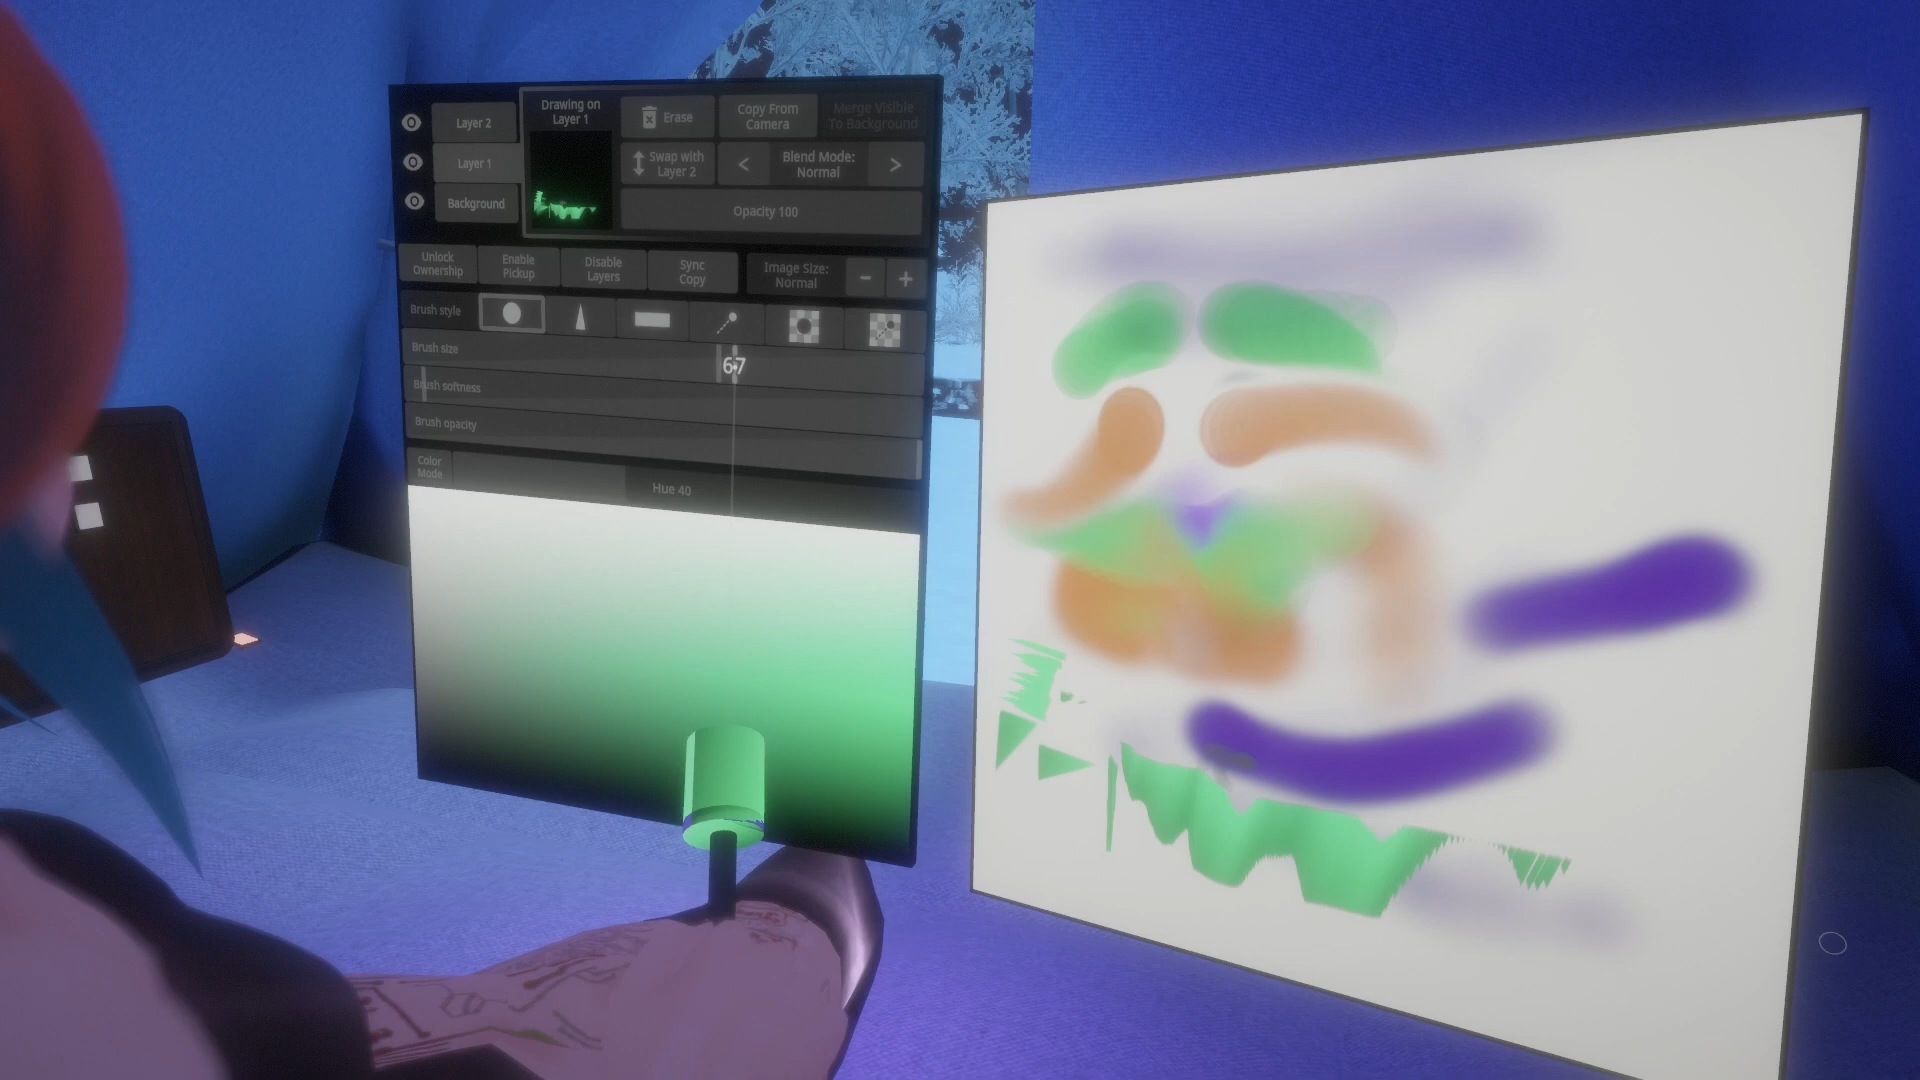 Layer 2
Layer 1
Background
Drawing on
Layer 1
Erase
Copy From
Camera
Merge Visible
To Background
Swap with
Layer 2
<
Blend Mode:
Normal
>
Opacity 100
Unlock
Ownership
Enable
Pickup
Disable
Layers
Sync
Copy
Image Size:
Normal
-
+
Brush style
Brush size
67
Brush softness
Brush opacity
Color
Mode
Hue 40